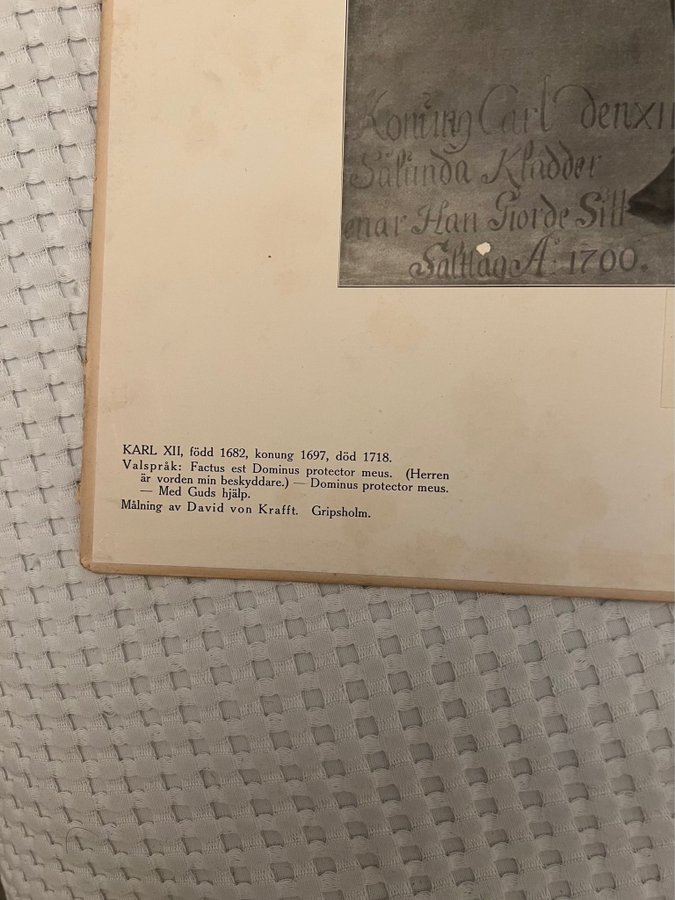 Konung Carl den XII
Sålunda Klädder
enar Han Giorde Sitt
Fälttåg A: 1700.
KARL XII, född 1682, konung 1697, död 1718.
Valspråk: Factus est Dominus protector meus. (Herren
är vorden min beskyddare.) — Dominus protector meus.
— Med Guds hjälp.
Målning av David von Krafft. Gripsholm.